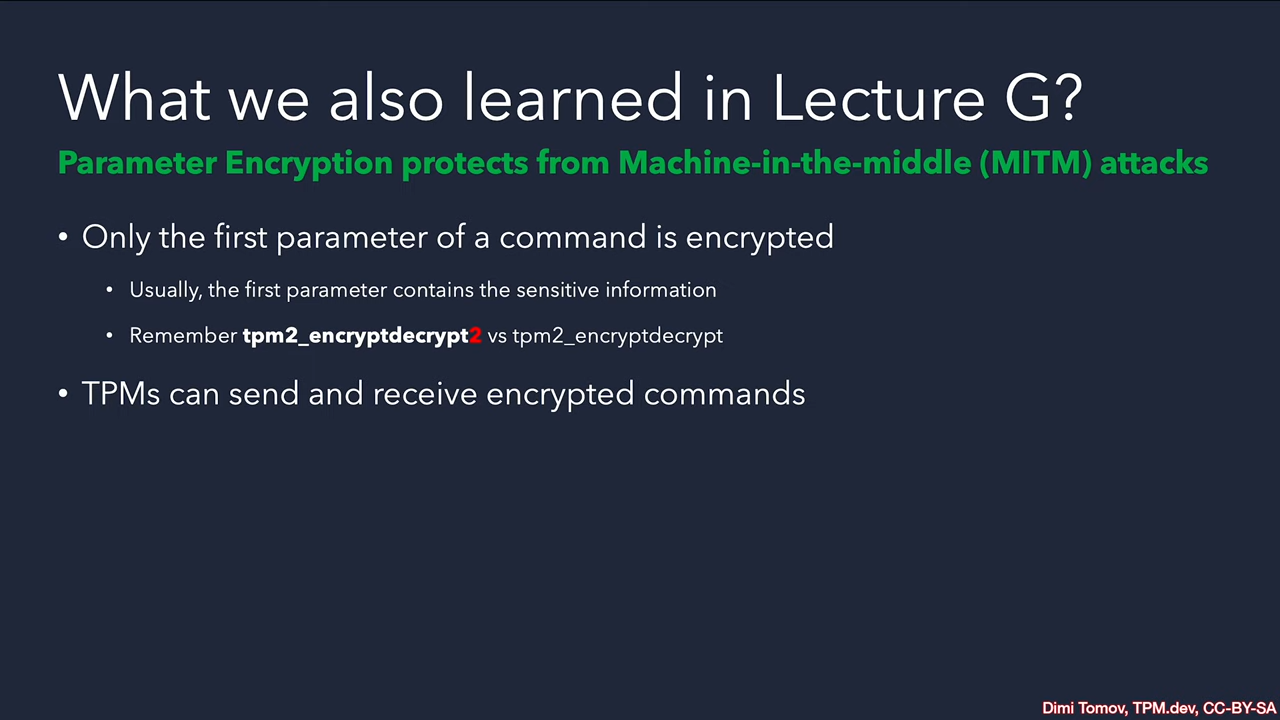 What we also learned in Lecture G?
Parameter Encryption protects from Machine-in-the-middle (MITM) attacks
• Only the first parameter of a command is encrypted
• Usually, the first parameter contains the sensitive information
• Remember tpm2_encryptdecrypt2 vs tpm2_encryptdecrypt
• TPMs can send and receive encrypted commands
Dimi Tomov, TPM.dev, CC-BY-SA